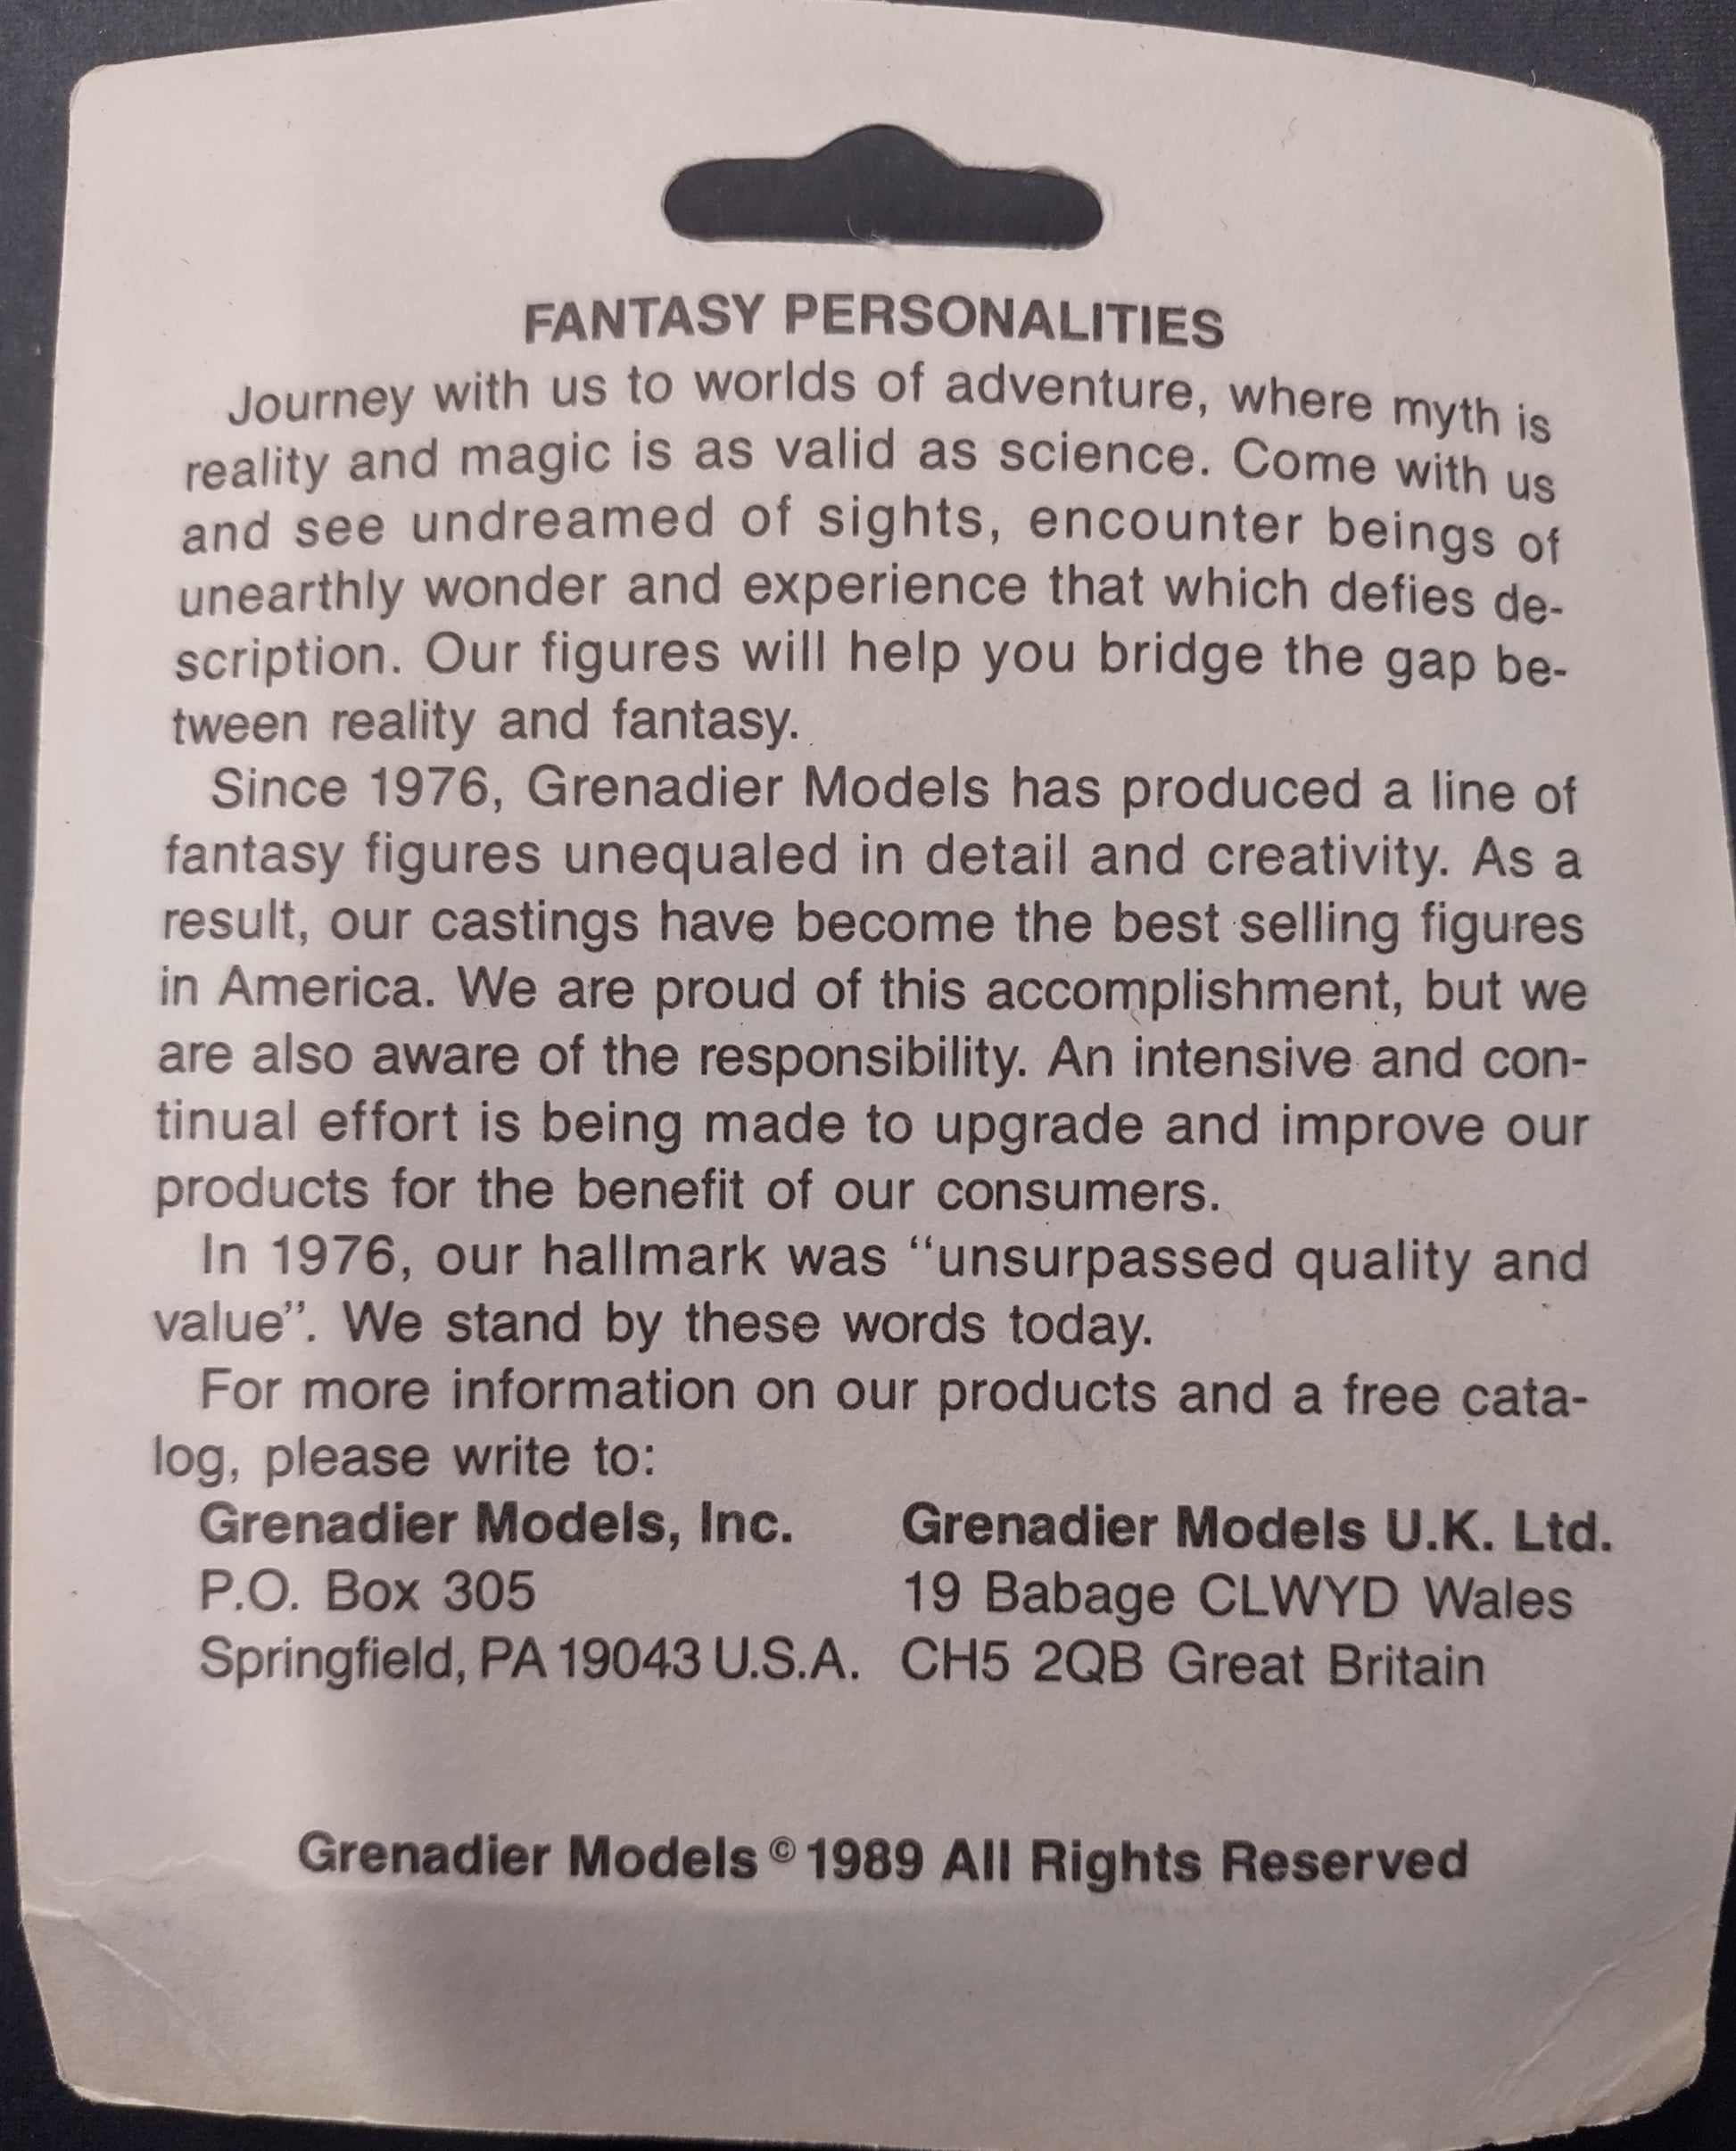 FANTASY PERSONALITIES
Journey with us to worlds of adventure, where myth is
reality and magic is as valid as science. Come with us
and see undreamed of sights, encounter beings of
unearthly wonder and experience that which defies de-
scription. Our figures will help you bridge the gap be-
tween reality and fantasy.
Since 1976, Grenadier Models has produced a line of
fantasy figures unequaled in detail and creativity. As a
result, our castings have become the best selling figures
in America. We are proud of this accomplishment, but we
are also aware of the responsibility. An intensive and con-
tinual effort is being made to upgrade and improve our
products for the benefit of our consumers.
In 1976, our hallmark was “unsurpassed quality and
value”. We stand by these words today.
For more information on our products and a free cata-
log, please write to:
Grenadier Models, Inc.
P.O. Box 305
Springfield, PA 19043 U.S.A.
Grenadier Models U.K. Ltd.
19 Babage CLWYD Wales
CH5 2QB Great Britain
Grenadier Models © 1989 All Rights Reserved